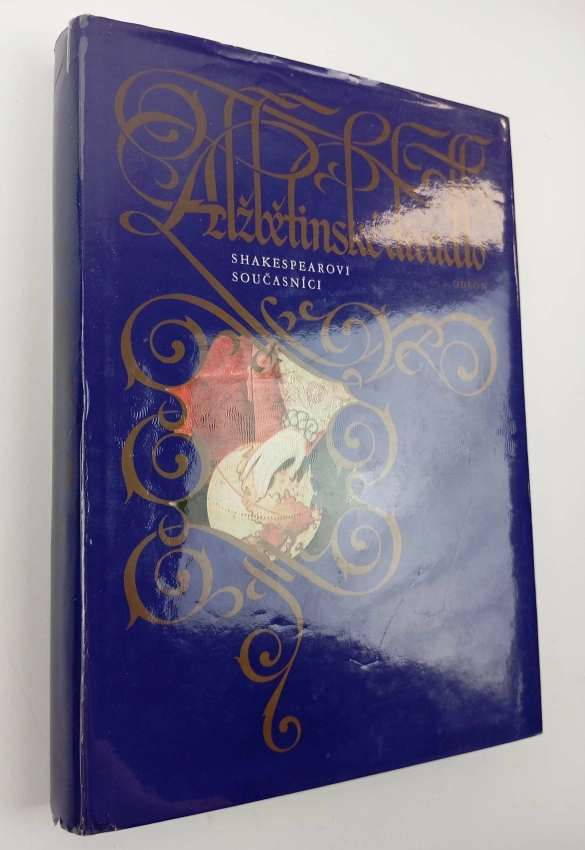 Alžbětinské divadlo
SHAKESPEAROVI
SOUČASNÍCI
ODEON